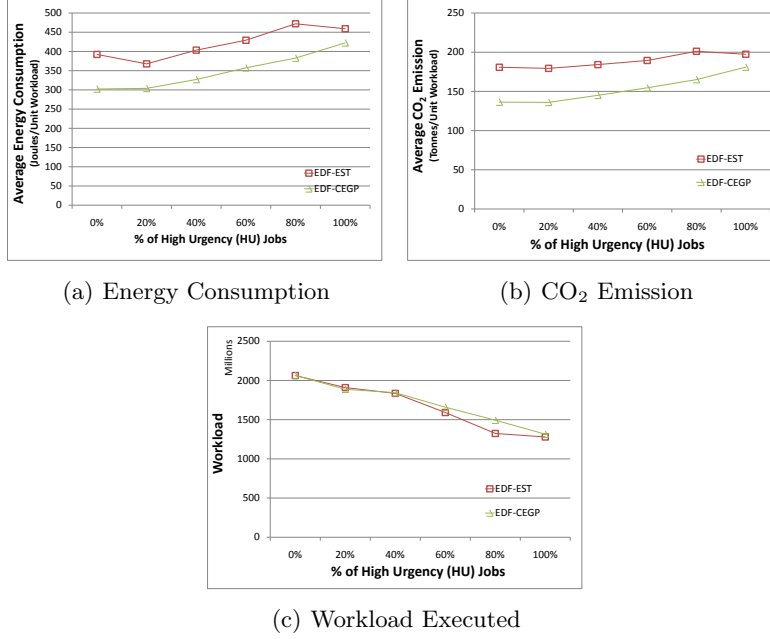 500
450
400
350
300
250
200
150
100
50
0
Average Energy Consumption
(Joules/Unit Workload)
EDF-EST
EDF-CEGP
0% 20% 40% 60% 80% 100%
% of High Urgency (HU) Jobs
(a) Energy Consumption
250
200
150
100
50
0
Average CO2 Emission
(Tonnes/Unit Workload)
EDF-EST
EDF-CEGP
0% 20% 40% 60% 80% 100%
% of High Urgency (HU) Jobs
(b) CO2 Emission
2500
2000
1500
1000
500
0
Millions
Workload
EDF-EST
EDF-CEGP
0% 20% 40% 60% 80% 100%
% of High Urgency (HU) Jobs
(c) Workload Executed